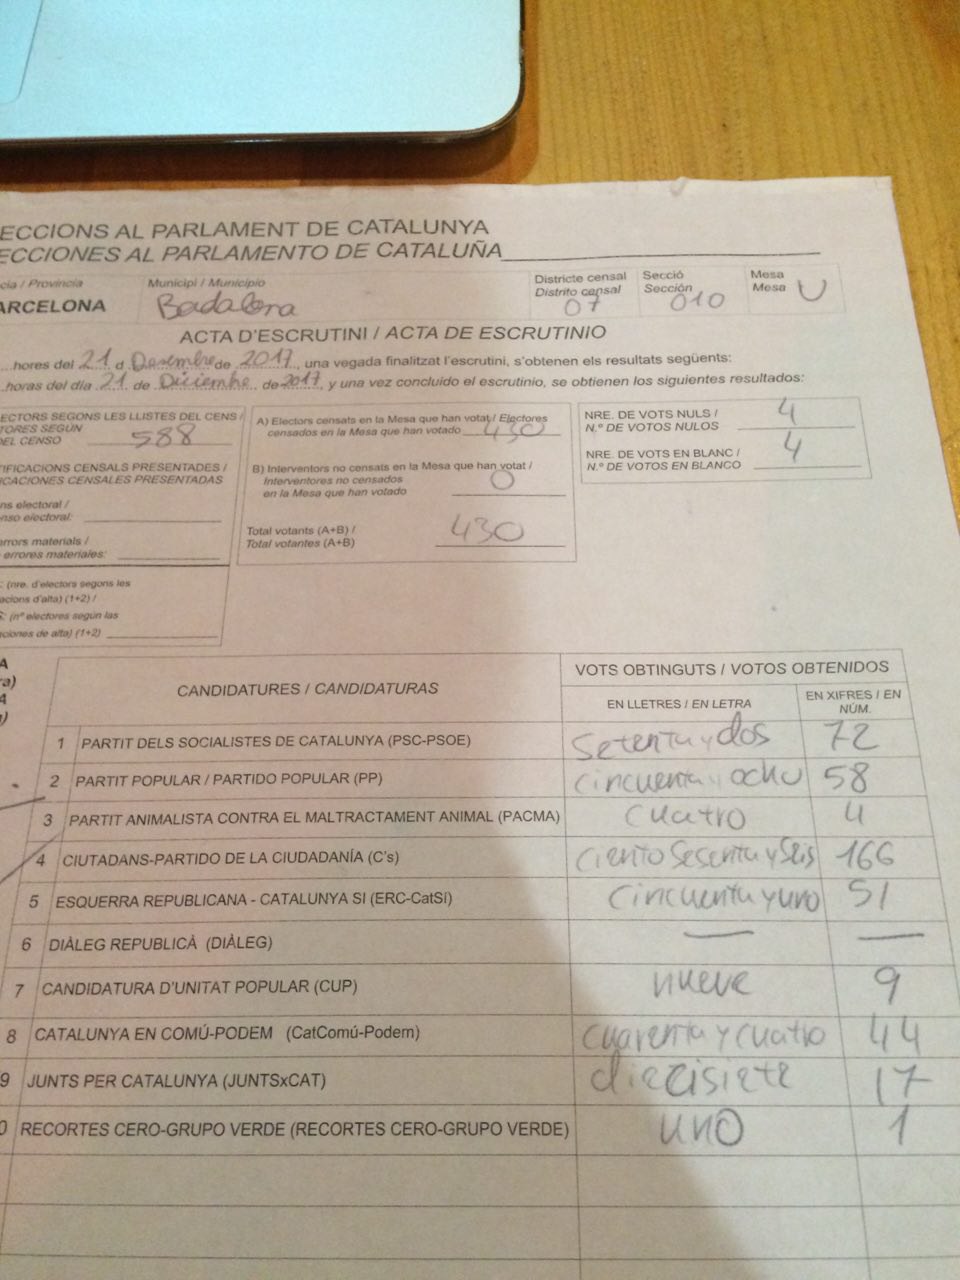 ECCIONS AL PARLAMENT DE CATALUNYA
ECCIONES AL PARLAMENTO DE CATALUÑA
cia / Provincia
ARCELONA
Municipi / Municipio
Badalona
Districte censal
Distrito censal
07
Secció
Sección
010
Mesa
Mesa U
ACTA D'ESCRUTINI / ACTA DE ESCRUTINIO
...hores del 21 d Desembre de 2017, una vegada finalitzat l'escrutini, s'obtenen els resultats següents:
horas del día 21 de Diciembre de 2017, y una vez concluido el escrutinio, se obtienen los siguientes resultados:
ECTORS SEGONS LES LLISTES DEL CENS /
TORES SEGÚN
DEL CENSO 588
TIFICACIONS CENSALS PRESENTADES /
CACIONES CENSALES PRESENTADAS
ns electoral /
nso electoral:
errors materials /
errores materiales:
: (nre. d'electors segons les
acions d'alta) (1+2) /
S: (nº electores según las
ciones de alta) (1+2)
A) Electors censats en la Mesa que han votat / Electores
censados en la Mesa que han votado 430
B) Interventors no censats en la Mesa que han votat /
Interventores no censados
en la Mesa que han votado 0
Total votants (A+B) /
Total votantes (A+B) 430
NRE. DE VOTS NULS /
N.º DE VOTOS NULOS 4
NRE. DE VOTS EN BLANC /
N.º DE VOTOS EN BLANCO 4
A
ra)
A
)
CANDIDATURES / CANDIDATURAS
VOTS OBTINGUTS / VOTOS OBTENIDOS
EN LLETRES / EN LETRA
EN XIFRES / EN
NÚM.
1 PARTIT DELS SOCIALISTES DE CATALUNYA (PSC-PSOE) Setenta y dos 72
2 PARTIT POPULAR / PARTIDO POPULAR (PP) cincuenta y ocho 58
3 PARTIT ANIMALISTA CONTRA EL MALTRACTAMENT ANIMAL (PACMA) cuatro 4
4 CIUTADANS-PARTIDO DE LA CIUDADANÍA (C's) ciento sesenta y seis 166
5 ESQUERRA REPUBLICANA - CATALUNYA SI (ERC-CatSí) cincuenta y uno 51
6 DIÀLEG REPUBLICÀ (DIÀLEG) — —
7 CANDIDATURA D'UNITAT POPULAR (CUP) nueve 9
8 CATALUNYA EN COMÚ-PODEM (CatComú-Podem) cuarenta y cuatro 44
9 JUNTS PER CATALUNYA (JUNTSxCAT) diecisiete 17
0 RECORTES CERO-GRUPO VERDE (RECORTES CERO-GRUPO VERDE) uno 1